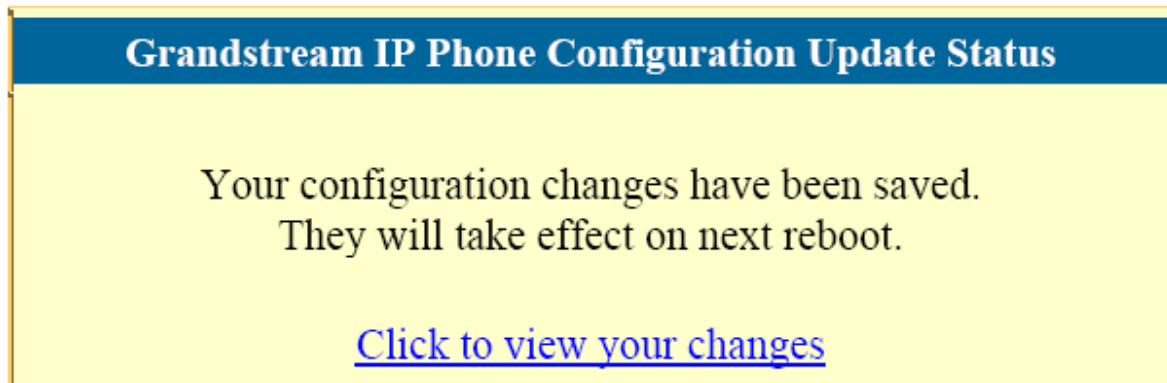 Grandstream IP Phone Configuration Update Status
Your configuration changes have been saved.
They will take effect on next reboot.
Click to view your changes